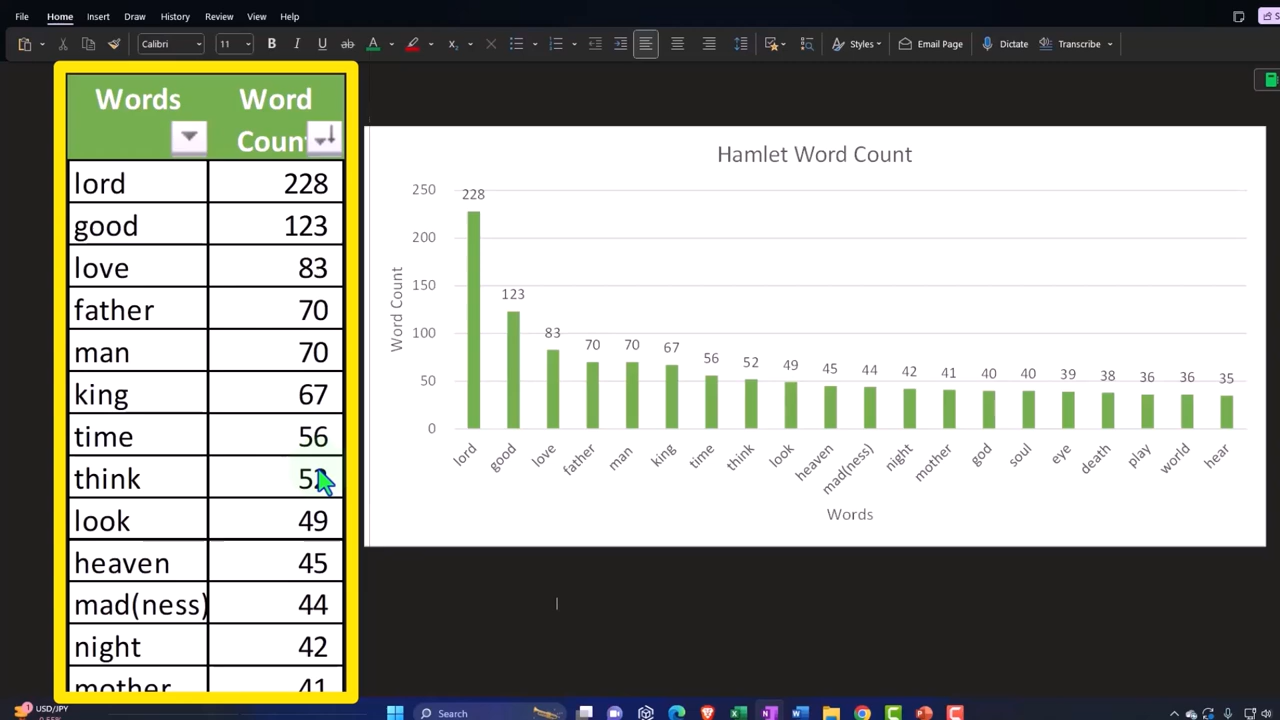 File Home Insert Draw History Review View Help
Calibri 11 B I U ab A x Styles Email Page Dictate Transcribe
Words Word
Count
lord 228
good 123
love 83
father 70
man 70
king 67
time 56
think 52
look 49
heaven 45
mad(ness) 44
night 42
mother 41
Hamlet Word Count
250
200
150
100
50
0
Word Count
228 123 83 70 70 67 56 52 49 45 44 42 41 40 40 39 38 36 36 35
lord good love father man king time think look heaven mad(ness) night mother god soul eye death play world hear
Words
USD/JPY
Search